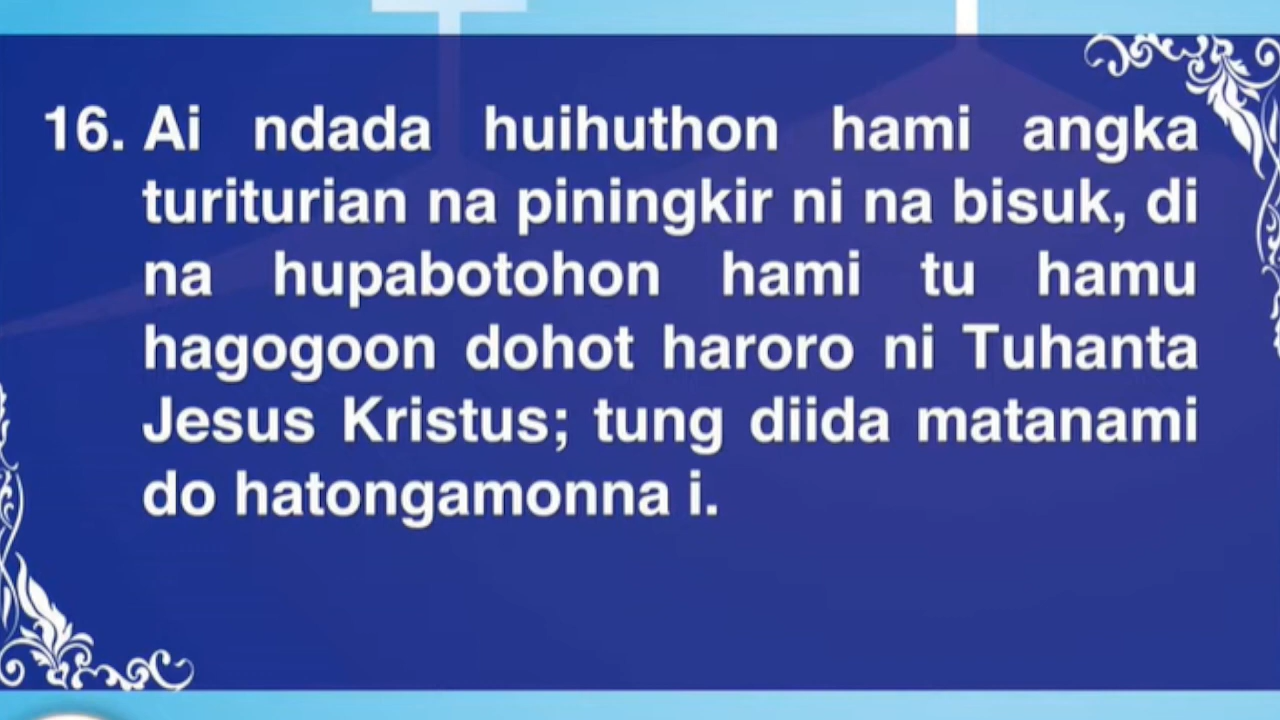 16. Ai ndada huihuthon hami angka
turiturian na piningkir ni na bisuk, di
na hupabotohon hami tu hamu
hagogoon dohot haroro ni Tuhanta
Jesus Kristus; tung diida matanami
do hatongamonna i.